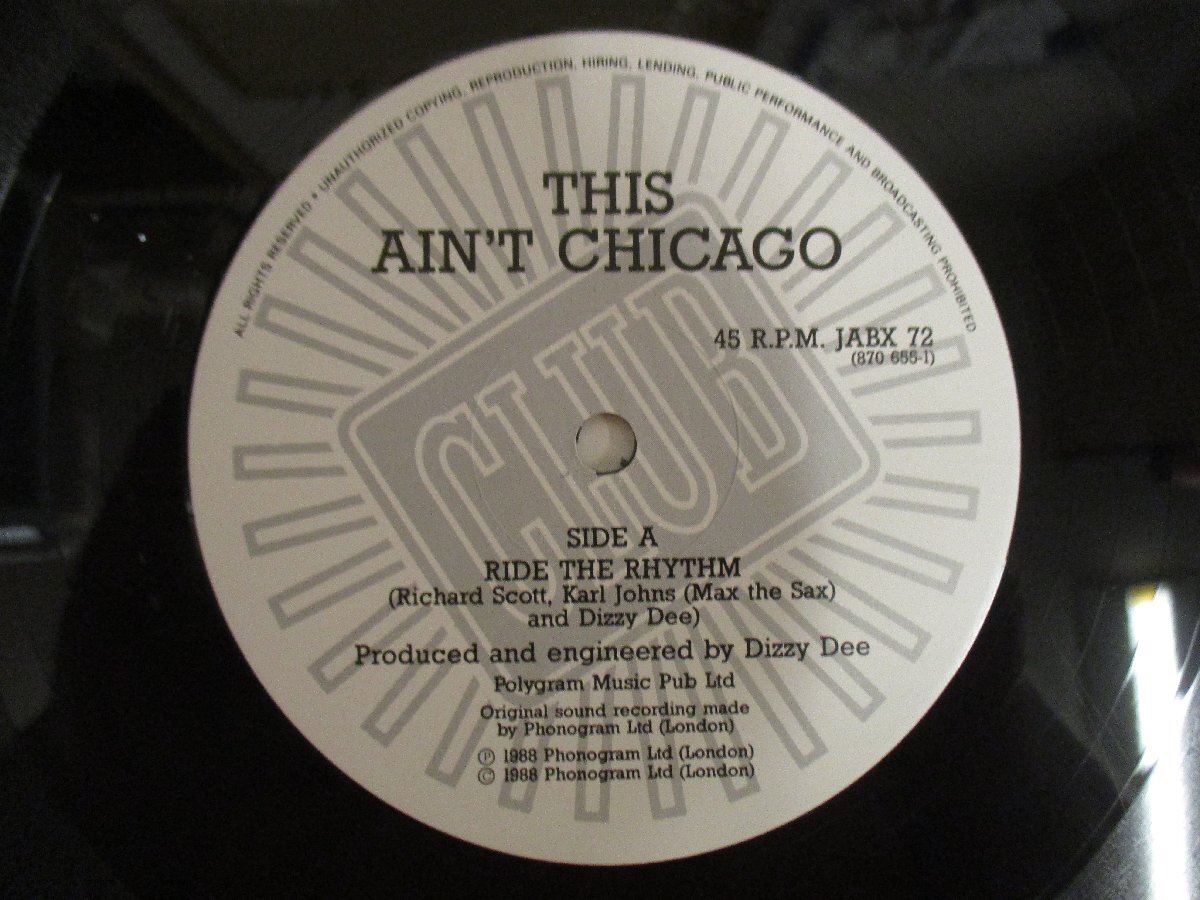 ALL RIGHTS RESERVED • UNAUTHORIZED COPYING, REPRODUCTION, HIRING, LENDING, PUBLIC PERFORMANCE AND BROADCASTING PROHIBITED
THIS
AIN'T CHICAGO
45 R.P.M. JABX 72
(870 655-1)
CLUB
SIDE A
RIDE THE RHYTHM
(Richard Scott, Karl Johns (Max the Sax)
and Dizzy Dee)
Produced and engineered by Dizzy Dee
Polygram Music Pub Ltd
Original sound recording made
by Phonogram Ltd (London)
Ⓟ 1988 Phonogram Ltd (London)
© 1988 Phonogram Ltd (London)